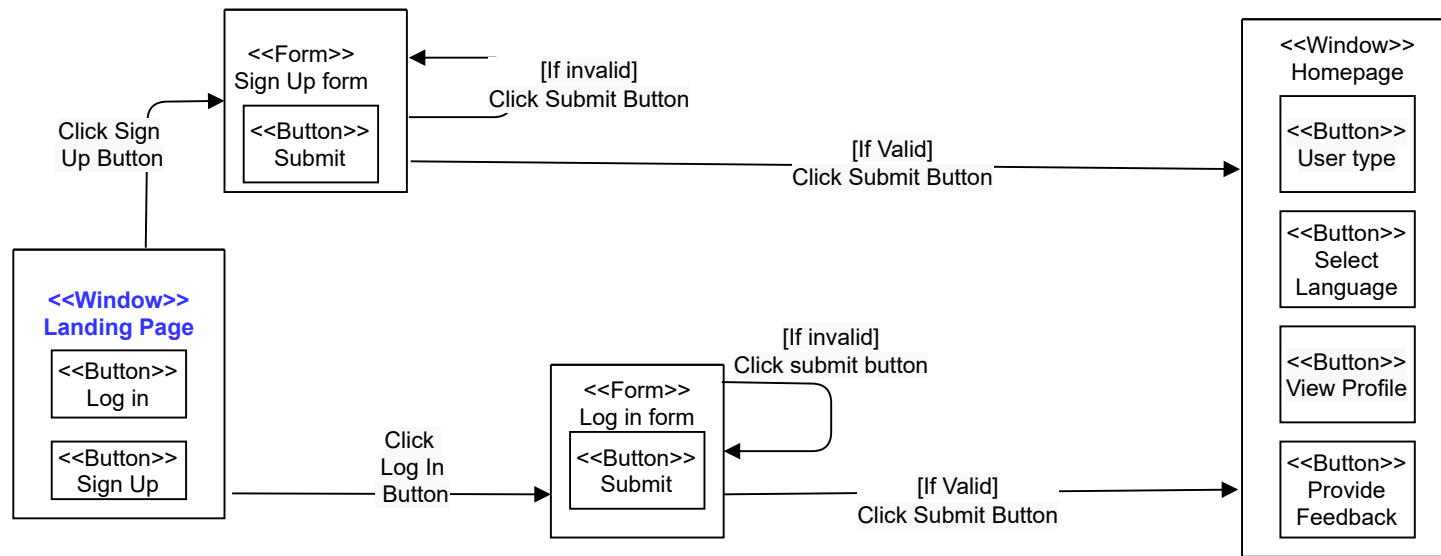 <<Form>>
Sign Up form
<<Button>>
Submit
[If invalid]
Click Submit Button
Click Sign
Up Button
[If Valid]
Click Submit Button
<<Window>>
Homepage
<<Button>>
User type
<<Button>>
Select
Language
<<Button>>
View Profile
<<Button>>
Provide
Feedback
<<Window>>
Landing Page
<<Button>>
Log in
<<Button>>
Sign Up
Click
Log In
Button
<<Form>>
Log in form
<<Button>>
Submit
[If invalid]
Click submit button
[If Valid]
Click Submit Button